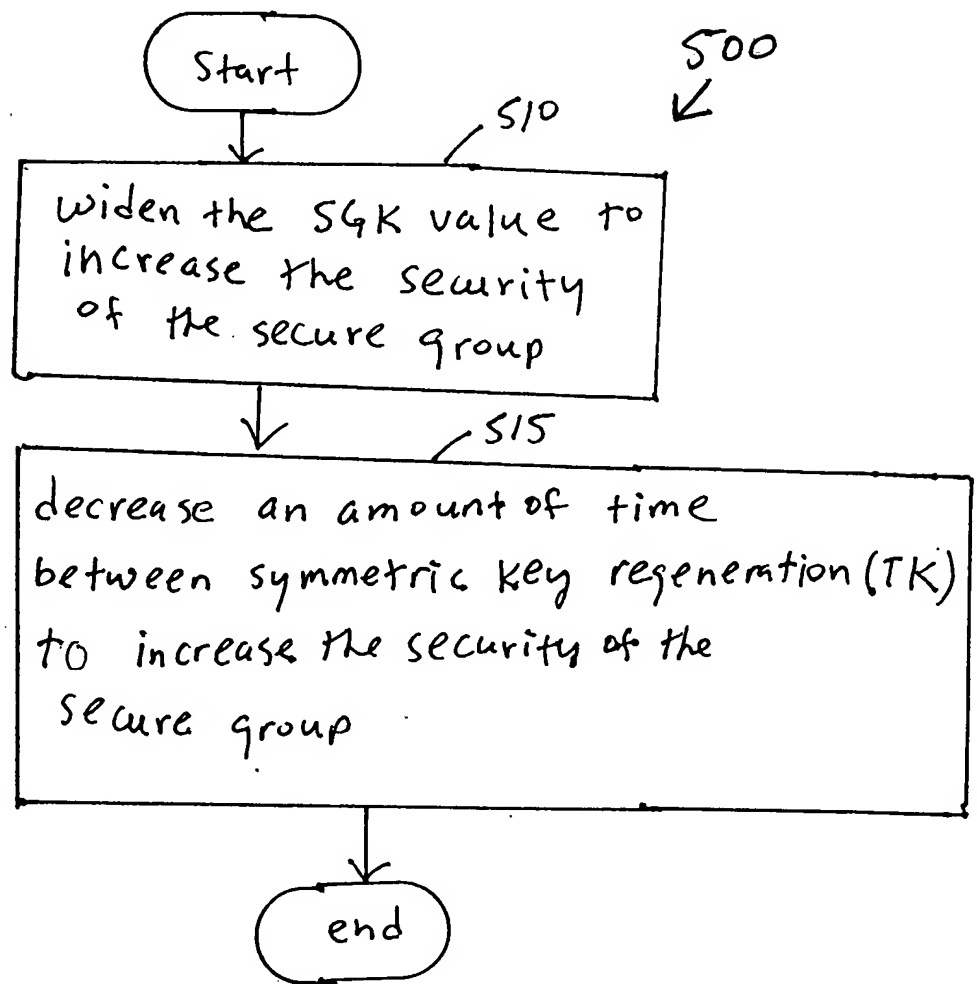 Start
500
510
widen the SGK value to
increase the security
of the secure group
515
decrease an amount of time
between symmetric key regeneration (TK)
to increase the security of the
secure group
end